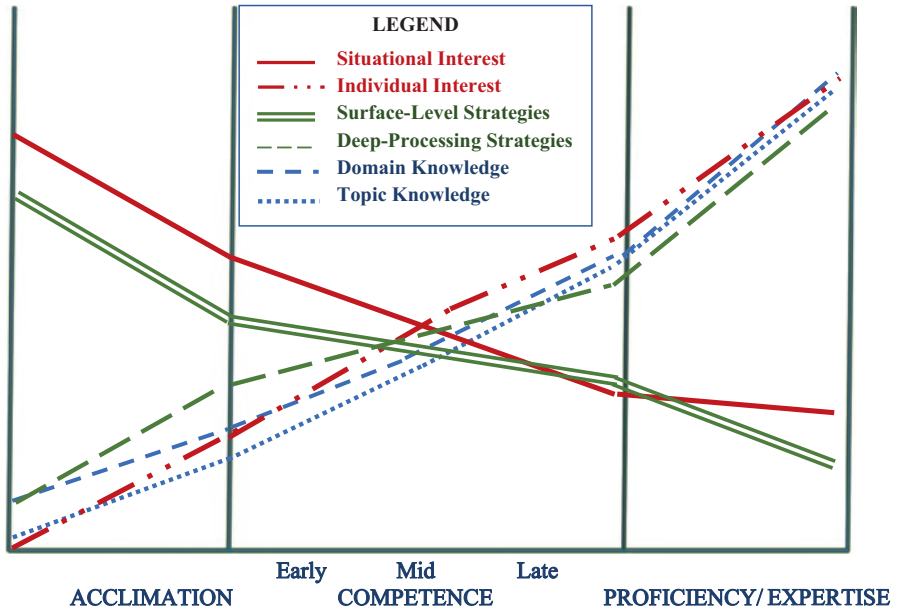 LEGEND
Situational Interest
Individual Interest
Surface-Level Strategies
Deep-Processing Strategies
Domain Knowledge
Topic Knowledge
Early Mid Late
ACCLIMATION COMPETENCE PROFICIENCY/ EXPERTISE